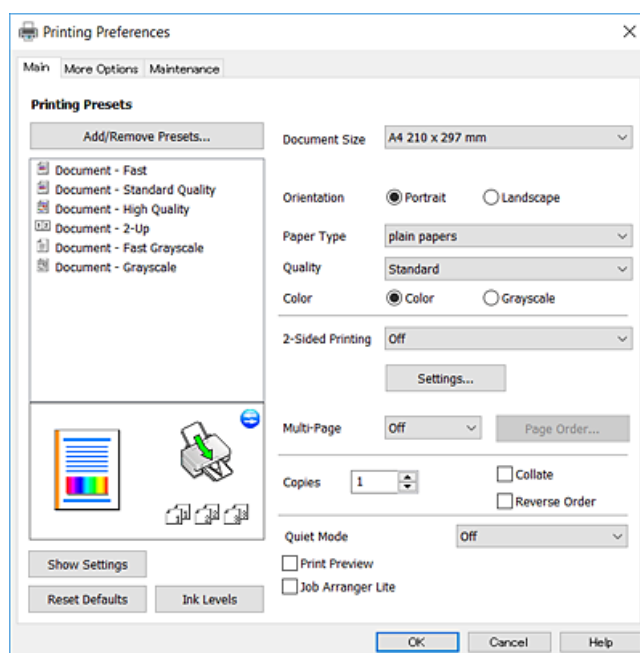 Printing Preferences
Main More Options Maintenance
Printing Presets
Add/Remove Presets...
Document - Fast
Document - Standard Quality
Document - High Quality
Document - 2-Up
Document - Fast Grayscale
Document - Grayscale
Show Settings
Reset Defaults Ink Levels
Document Size A4 210 x 297 mm
Orientation Portrait Landscape
Paper Type plain papers
Quality Standard
Color Color Grayscale
2-Sided Printing Off
Settings...
Multi-Page Off Page Order...
Copies 1 Collate
Reverse Order
Quiet Mode Off
Print Preview
Job Arranger Lite
OK Cancel Help